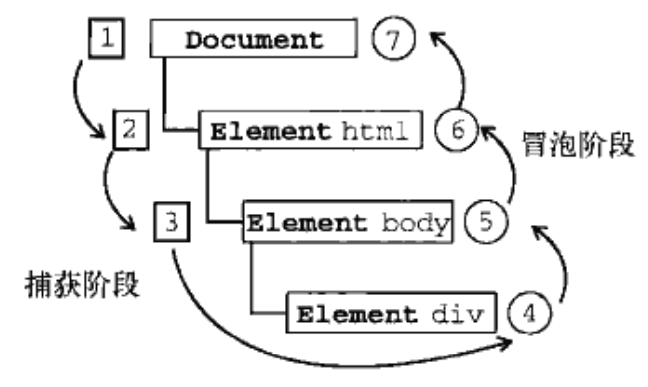 1 Document 7
2 Element html 6
冒泡阶段
3 Element body 5
捕获阶段
Element div 4